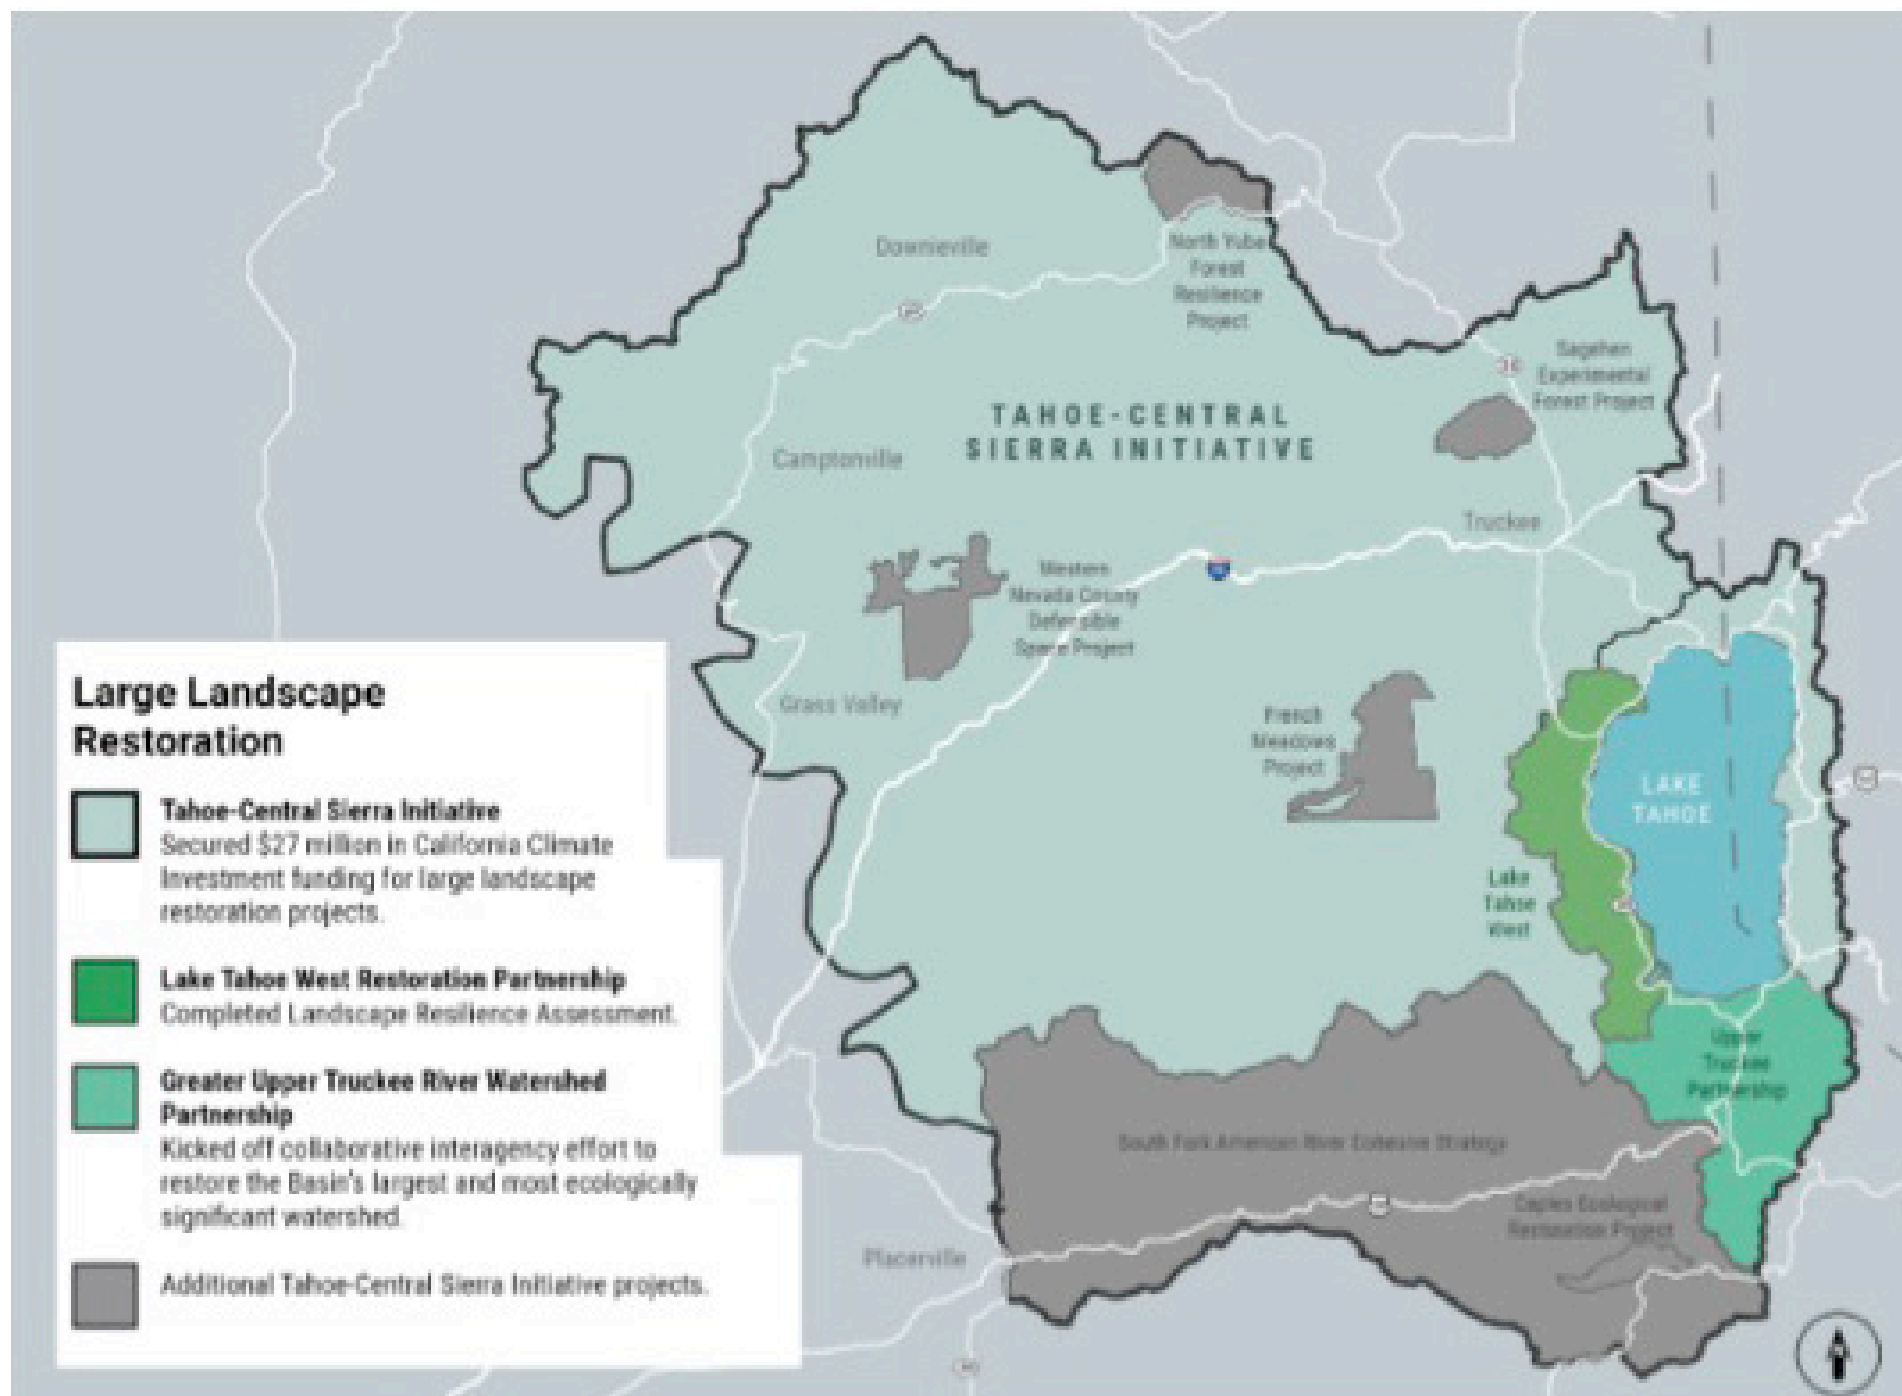 Downieville
North Yuba
Forest
Resilience
Project
Sagehen
Experimental
Forest Project
TAHOE-CENTRAL
SIERRA INITIATIVE
Camptonville
Truckee
Western
Nevada County
Defensible
Space Project
Grass Valley
French
Meadows
Project
LAKE
TAHOE
Lake
Tahoe
West
Upper
Truckee
Partnership
South Fork American River Cohesive Strategy
Caples Ecological
Restoration Project
Placerville
Large Landscape
Restoration
Tahoe-Central Sierra Initiative
Secured $27 million in California Climate
Investment funding for large landscape
restoration projects.
Lake Tahoe West Restoration Partnership
Completed Landscape Resilience Assessment.
Greater Upper Truckee River Watershed
Partnership
Kicked off collaborative interagency effort to
restore the Basin's largest and most ecologically
significant watershed.
Additional Tahoe-Central Sierra Initiative projects.